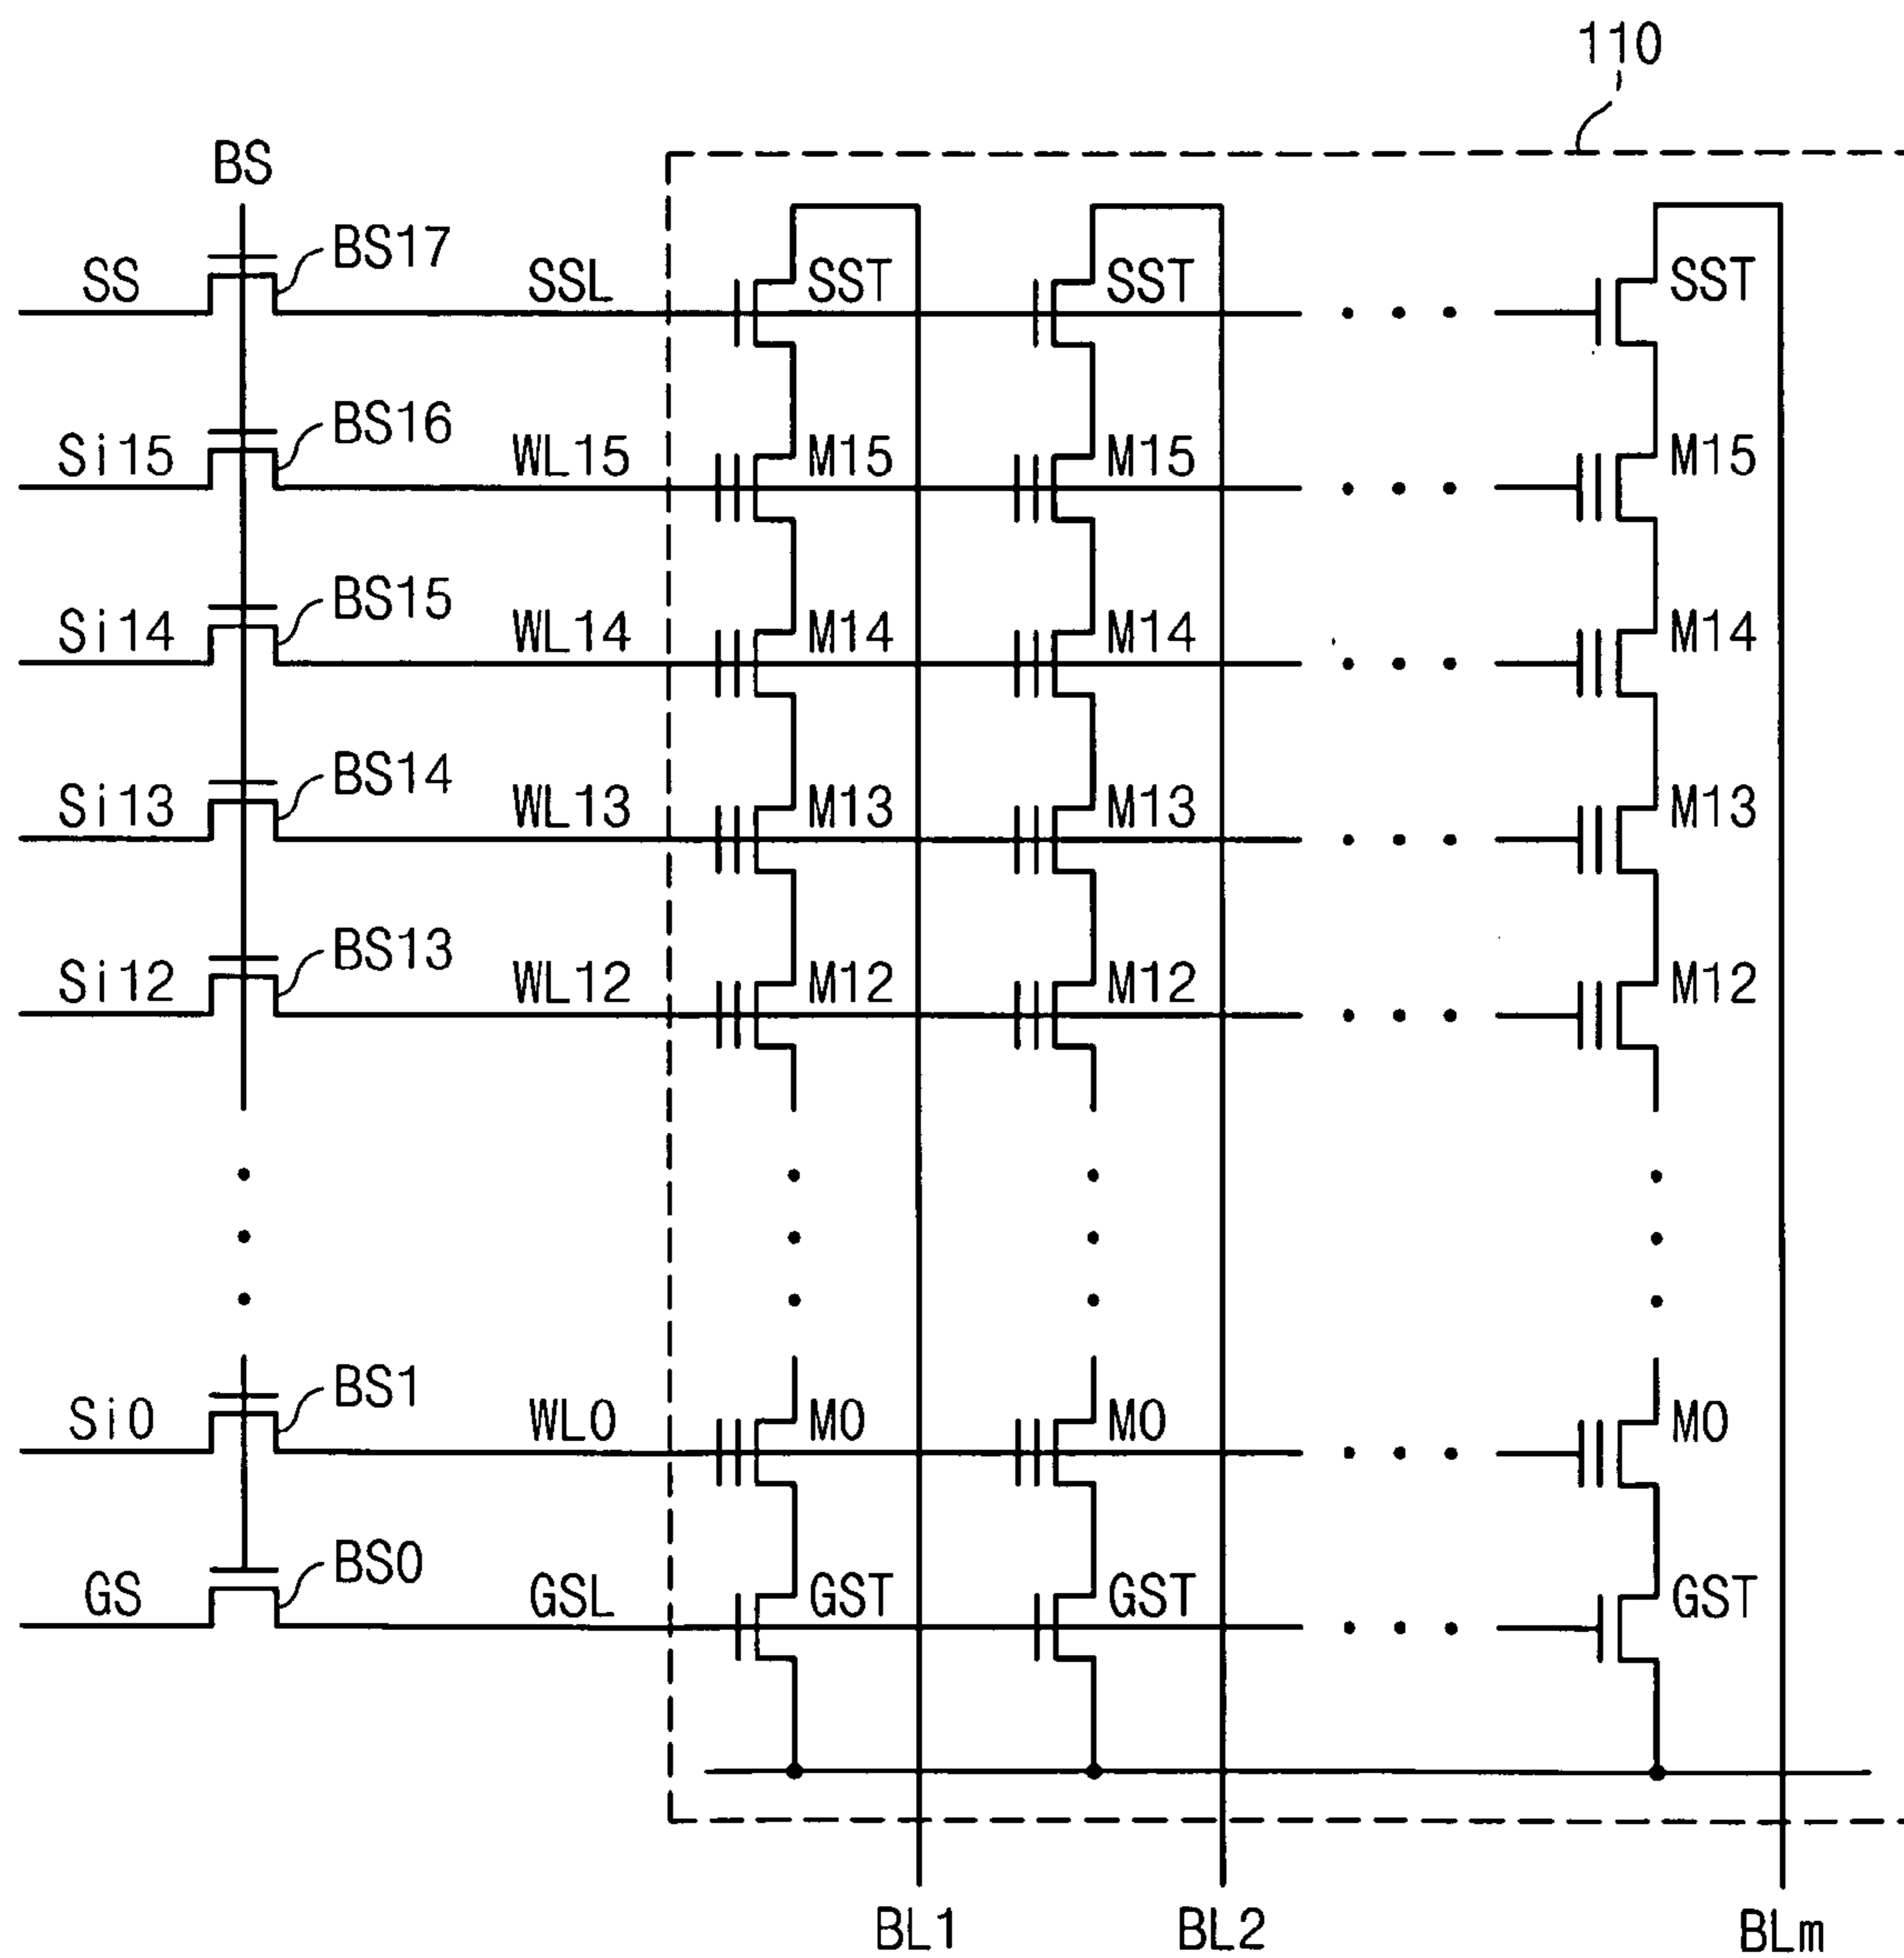 110
BS
BS17
SS SSL SST SST SST
BS16
Si15 WL15 M15 M15 M15
BS15
Si14 WL14 M14 M14 M14
BS14
Si13 WL13 M13 M13 M13
BS13
Si12 WL12 M12 M12 M12
BS1
Si0 WL0 M0 M0 M0
BS0
GS GSL GST GST GST
BL1 BL2 BLm